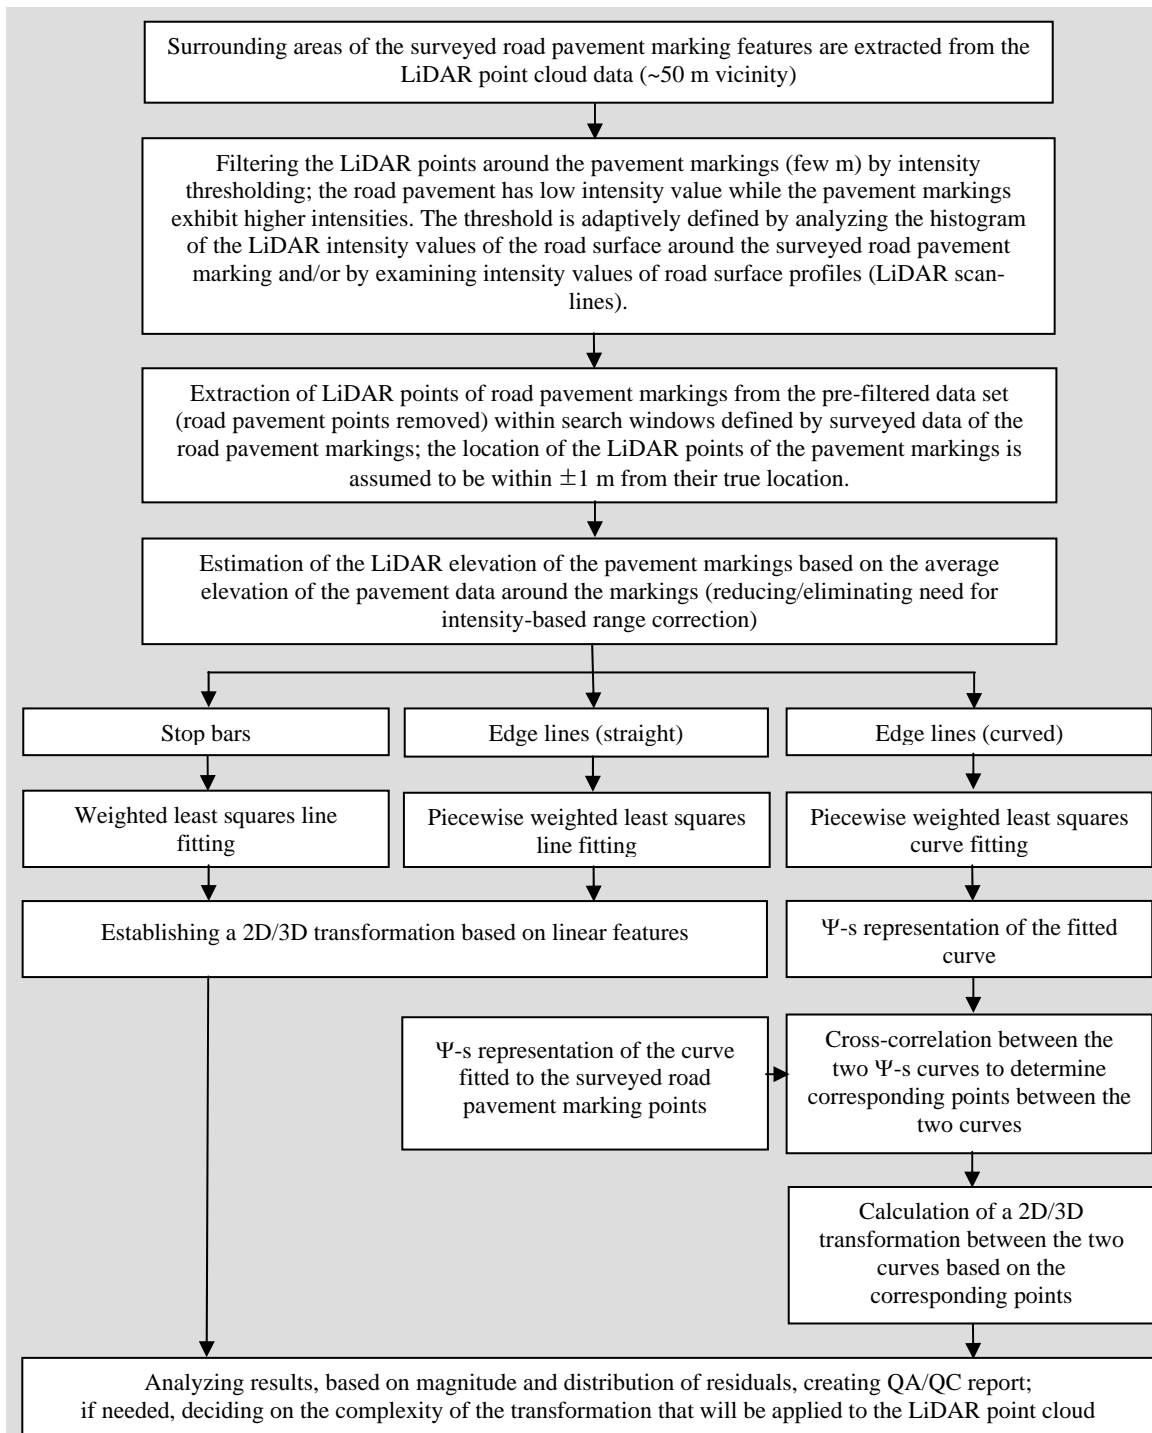 Surrounding areas of the surveyed road pavement marking features are extracted from the
LiDAR point cloud data (~50 m vicinity)
Filtering the LiDAR points around the pavement markings (few m) by intensity
thresholding; the road pavement has low intensity value while the pavement markings
exhibit higher intensities. The threshold is adaptively defined by analyzing the histogram
of the LiDAR intensity values of the road surface around the surveyed road pavement
marking and/or by examining intensity values of road surface profiles (LiDAR scan-
lines).
Extraction of LiDAR points of road pavement markings from the pre-filtered data set
(road pavement points removed) within search windows defined by surveyed data of the
road pavement markings; the location of the LiDAR points of the pavement markings is
assumed to be within ±1 m from their true location.
Estimation of the LiDAR elevation of the pavement markings based on the average
elevation of the pavement data around the markings (reducing/eliminating need for
intensity-based range correction)
Stop bars
Edge lines (straight)
Edge lines (curved)
Weighted least squares line
fitting
Piecewise weighted least squares
line fitting
Piecewise weighted least squares
curve fitting
Establishing a 2D/3D transformation based on linear features
Ψ-s representation of the fitted
curve
Ψ-s representation of the curve
fitted to the surveyed road
pavement marking points
Cross-correlation between the
two Ψ-s curves to determine
corresponding points between the
two curves
Calculation of a 2D/3D
transformation between the two
curves based on the
corresponding points
Analyzing results, based on magnitude and distribution of residuals, creating QA/QC report;
if needed, deciding on the complexity of the transformation that will be applied to the LiDAR point cloud